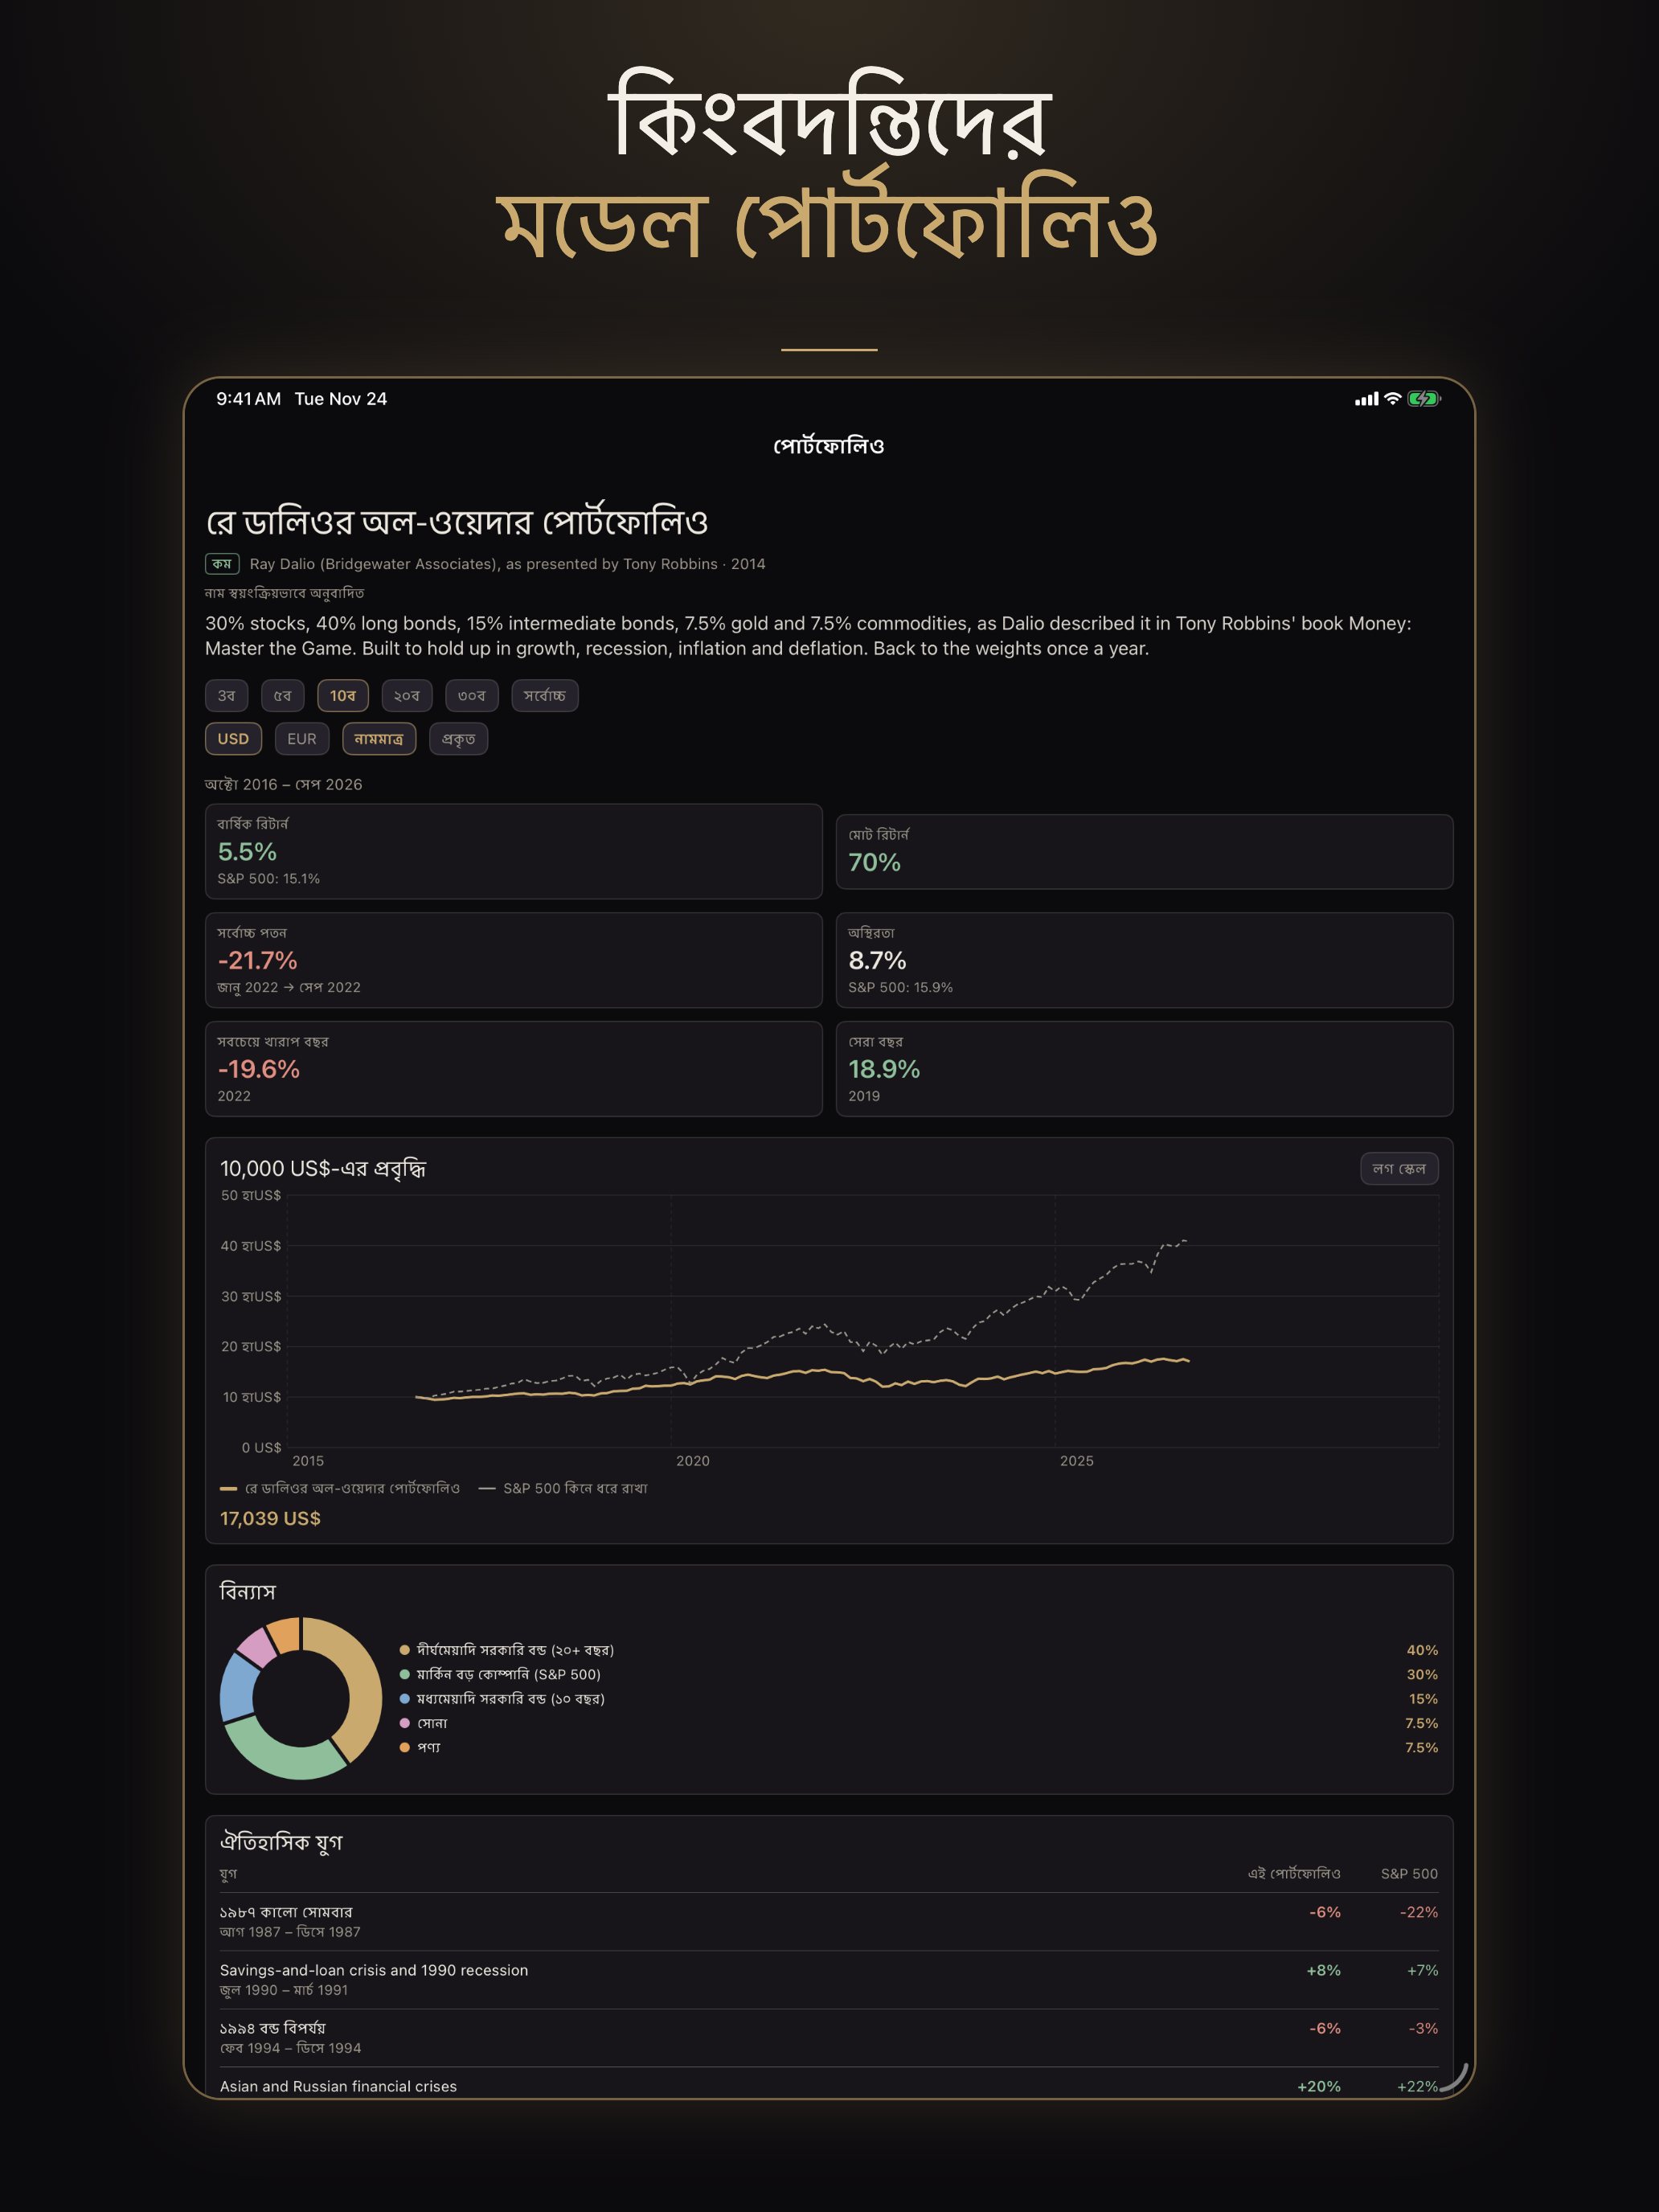 কিংবদন্তিদের
মডেল পোর্টফোলিও
9:41 AM Tue Nov 24
পোর্টফোলিও
রে ডালিওর অল-ওয়েদার পোর্টফোলিও
কম Ray Dalio (Bridgewater Associates), as presented by Tony Robbins · 2014
নাম স্বয়ংক্রিয়ভাবে অনুবাদিত
30% stocks, 40% long bonds, 15% intermediate bonds, 7.5% gold and 7.5% commodities, as Dalio described it in Tony Robbins' book Money:
Master the Game. Built to hold up in growth, recession, inflation and deflation. Back to the weights once a year.
3ব ৫ব 10ব ২০ব ৩০ব সর্বোচ্চ
USD EUR নামমাত্র প্রকৃত
অক্টো 2016 – সেপ 2026
বার্ষিক রিটার্ন
5.5%
S&P 500: 15.1%
মোট রিটার্ন
70%
সর্বোচ্চ পতন
-21.7%
জানু 2022 → সেপ 2022
অস্থিরতা
8.7%
S&P 500: 15.9%
সবচেয়ে খারাপ বছর
-19.6%
2022
সেরা বছর
18.9%
2019
10,000 US$-এর প্রবৃদ্ধি
লগ স্কেল
50 হাUS$
40 হাUS$
30 হাUS$
20 হাUS$
10 হাUS$
0 US$
2015 2020 2025
রে ডালিওর অল-ওয়েদার পোর্টফোলিও S&P 500 কিনে ধরে রাখা
17,039 US$
বিন্যাস
দীর্ঘমেয়াদি সরকারি বন্ড (২০+ বছর) 40%
মার্কিন বড় কোম্পানি (S&P 500) 30%
মধ্যমেয়াদি সরকারি বন্ড (১০ বছর) 15%
সোনা 7.5%
পণ্য 7.5%
ঐতিহাসিক যুগ
যুগ এই পোর্টফোলিও S&P 500
১৯৮৭ কালো সোমবার -6% -22%
আগ 1987 – ডিসে 1987
Savings-and-loan crisis and 1990 recession +8% +7%
জুল 1990 – মার্চ 1991
১৯৯৪ বন্ড বিপর্যয় -6% -3%
ফেব 1994 – ডিসে 1994
Asian and Russian financial crises +20% +22%